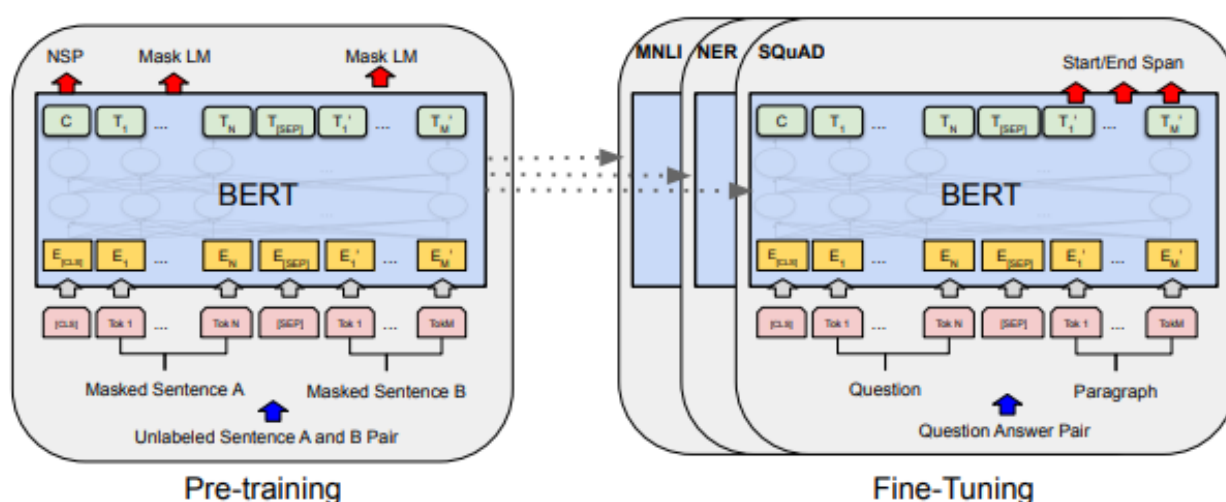 NSP Mask LM Mask LM
C T1 ... TN T[SEP] T1' ... TM'
BERT
E[CLS] E1 ... EN E[SEP] E1' ... EM'
[CLS] Tok 1 ... Tok N [SEP] Tok 1 ... TokM
Masked Sentence A Masked Sentence B
Unlabeled Sentence A and B Pair
Pre-training
MNLI NER SQuAD
Start/End Span
C T1 ... TN T[SEP] T1' ... TM'
BERT
E[CLS] E1 ... EN E[SEP] E1' ... EM'
[CLS] Tok 1 ... Tok N [SEP] Tok 1 ... TokM
Question Paragraph
Question Answer Pair
Fine-Tuning